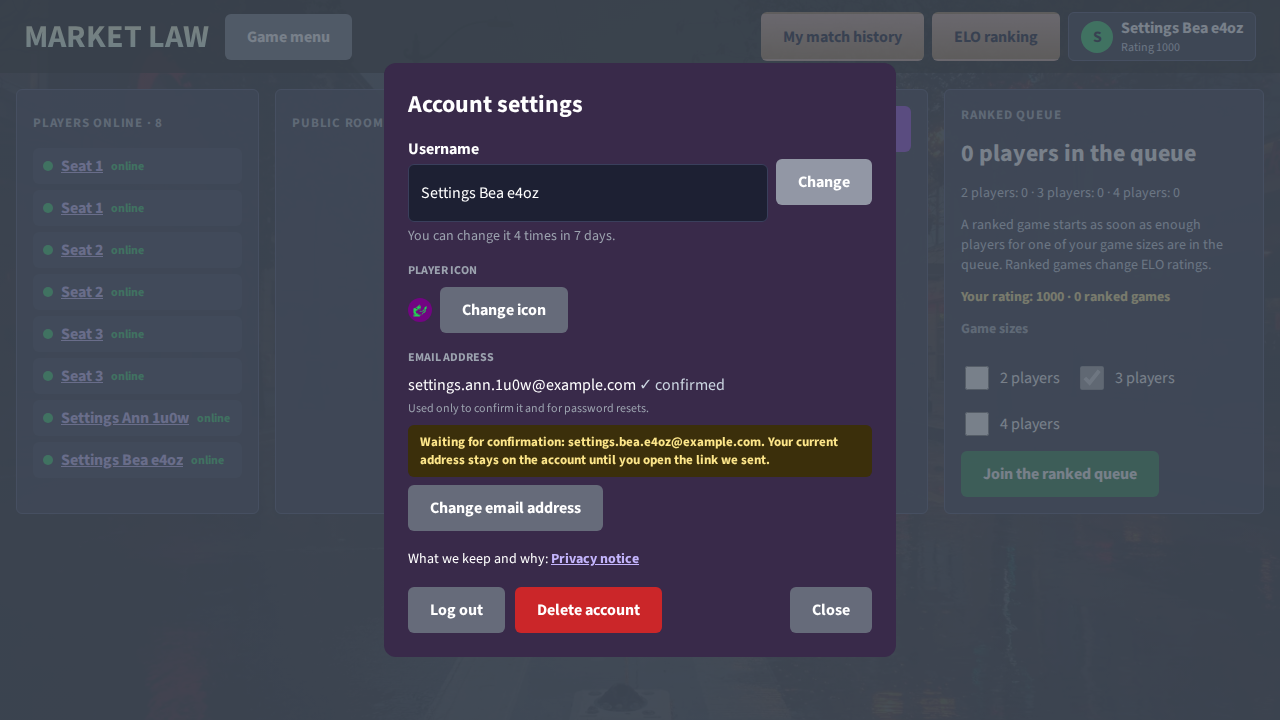 MARKET LAW
Game menu
My match history
ELO ranking
S
Settings Bea e4oz
Rating 1000
PLAYERS ONLINE · 8
Seat 1 online
Seat 1 online
Seat 2 online
Seat 2 online
Seat 3 online
Seat 3 online
Settings Ann 1u0w online
Settings Bea e4oz online
PUBLIC ROOM
Account settings
Username
Settings Bea e4oz
Change
You can change it 4 times in 7 days.
PLAYER ICON
Change icon
EMAIL ADDRESS
settings.ann.1u0w@example.com ✓ confirmed
Used only to confirm it and for password resets.
Waiting for confirmation: settings.bea.e4oz@example.com. Your current
address stays on the account until you open the link we sent.
Change email address
What we keep and why: Privacy notice
Log out
Delete account
Close
RANKED QUEUE
0 players in the queue
2 players: 0 · 3 players: 0 · 4 players: 0
A ranked game starts as soon as enough
players for one of your game sizes are in the
queue. Ranked games change ELO ratings.
Your rating: 1000 · 0 ranked games
Game sizes
2 players
3 players
4 players
Join the ranked queue